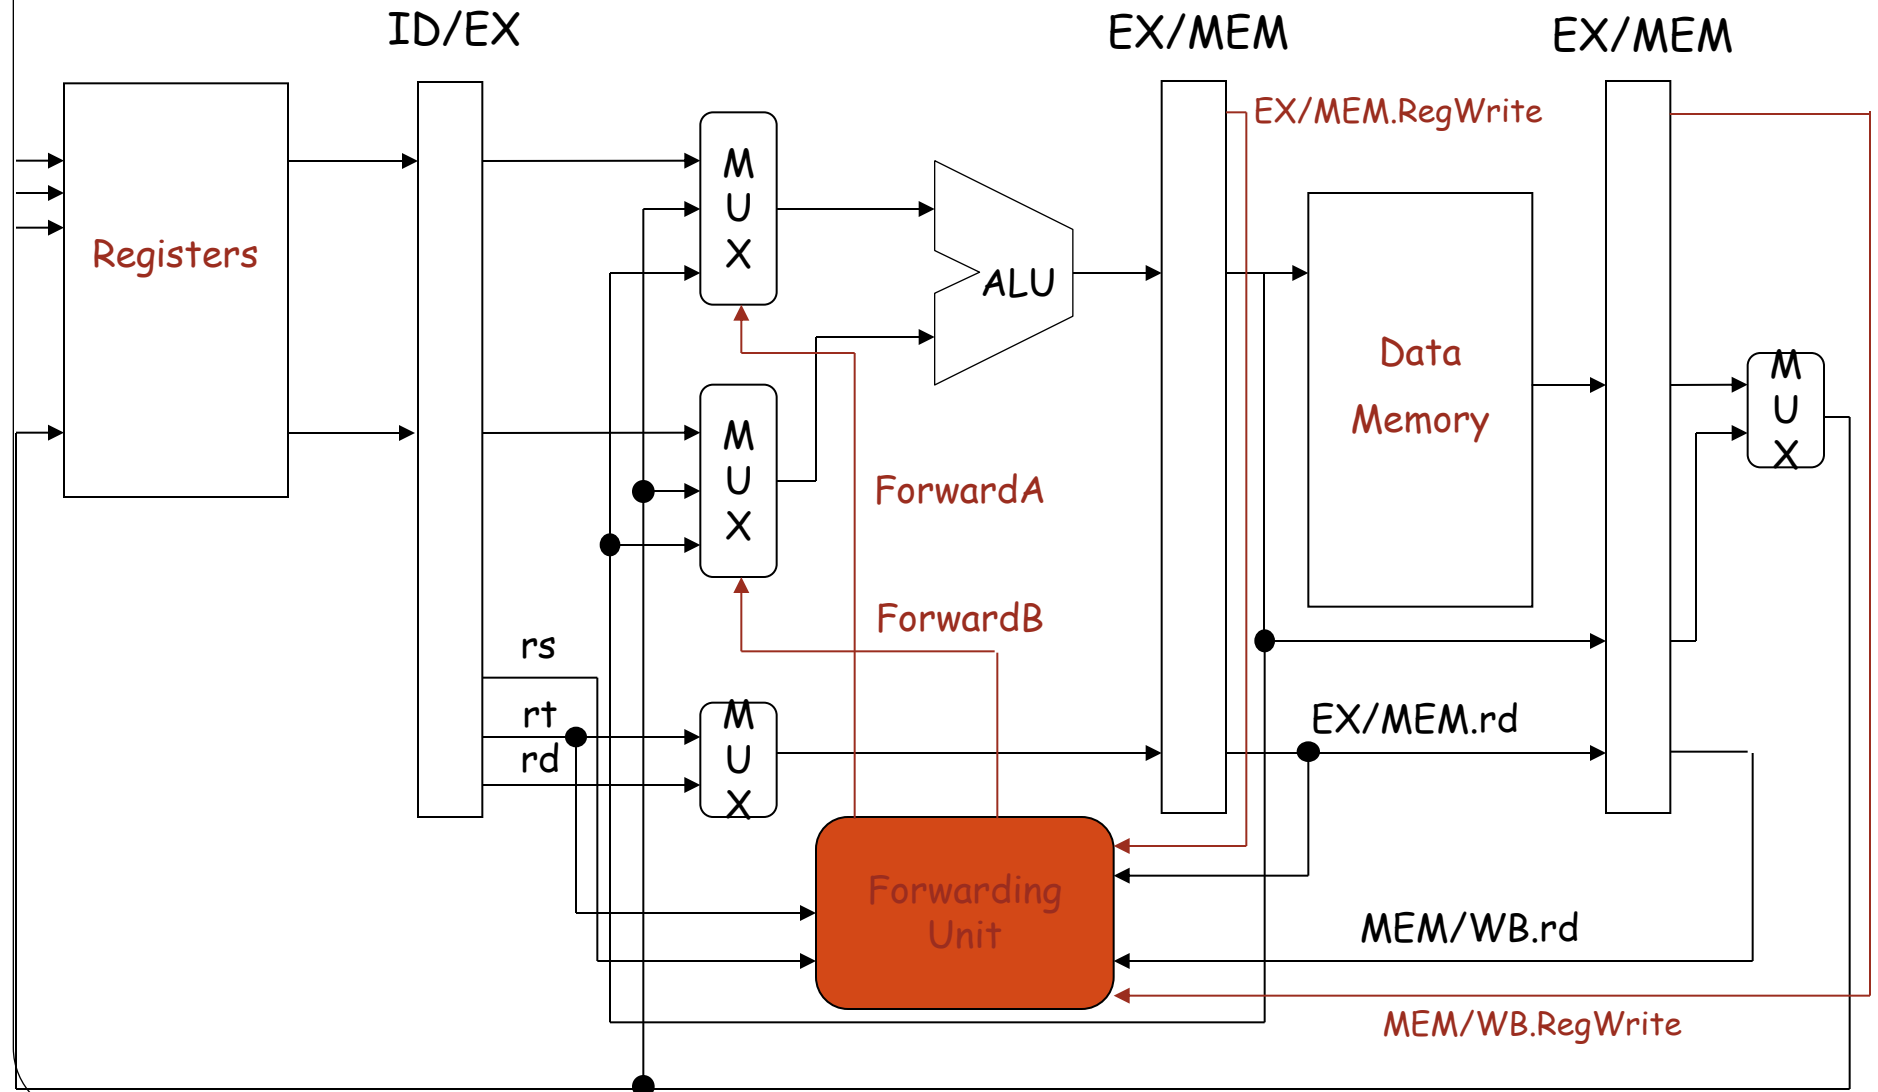 ID/EX
EX/MEM
EX/MEM
EX/MEM.RegWrite
Registers
M
U
X
ALU
Data
Memory
M
U
X
M
U
X
ForwardA
ForwardB
rs
rt
rd
M
U
X
EX/MEM.rd
Forwarding
Unit
MEM/WB.rd
MEM/WB.RegWrite